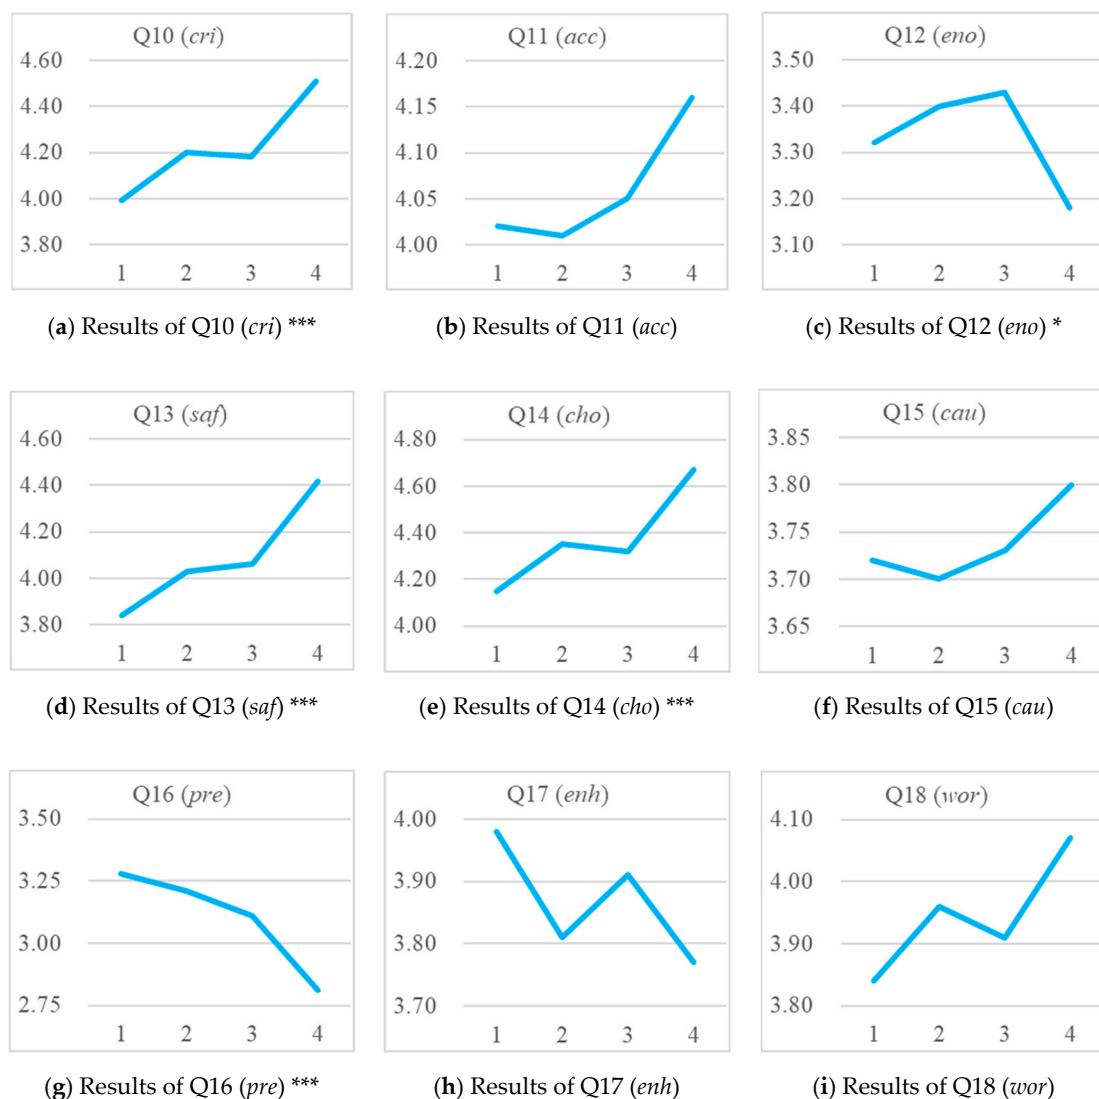 Q10 (cri)
4.60
4.40
4.20
4.00
3.80
1 2 3 4
(a) Results of Q10 (cri) ***
Q11 (acc)
4.20
4.15
4.10
4.05
4.00
1 2 3 4
(b) Results of Q11 (acc)
Q12 (eno)
3.50
3.40
3.30
3.20
3.10
1 2 3 4
(c) Results of Q12 (eno) *
Q13 (saf)
4.60
4.40
4.20
4.00
3.80
1 2 3 4
(d) Results of Q13 (saf) ***
Q14 (cho)
4.80
4.60
4.40
4.20
4.00
1 2 3 4
(e) Results of Q14 (cho) ***
Q15 (cau)
3.85
3.80
3.75
3.70
3.65
1 2 3 4
(f) Results of Q15 (cau)
Q16 (pre)
3.50
3.25
3.00
2.75
1 2 3 4
(g) Results of Q16 (pre) ***
Q17 (enh)
4.00
3.90
3.80
3.70
1 2 3 4
(h) Results of Q17 (enh)
Q18 (wor)
4.10
4.00
3.90
3.80
1 2 3 4
(i) Results of Q18 (wor)